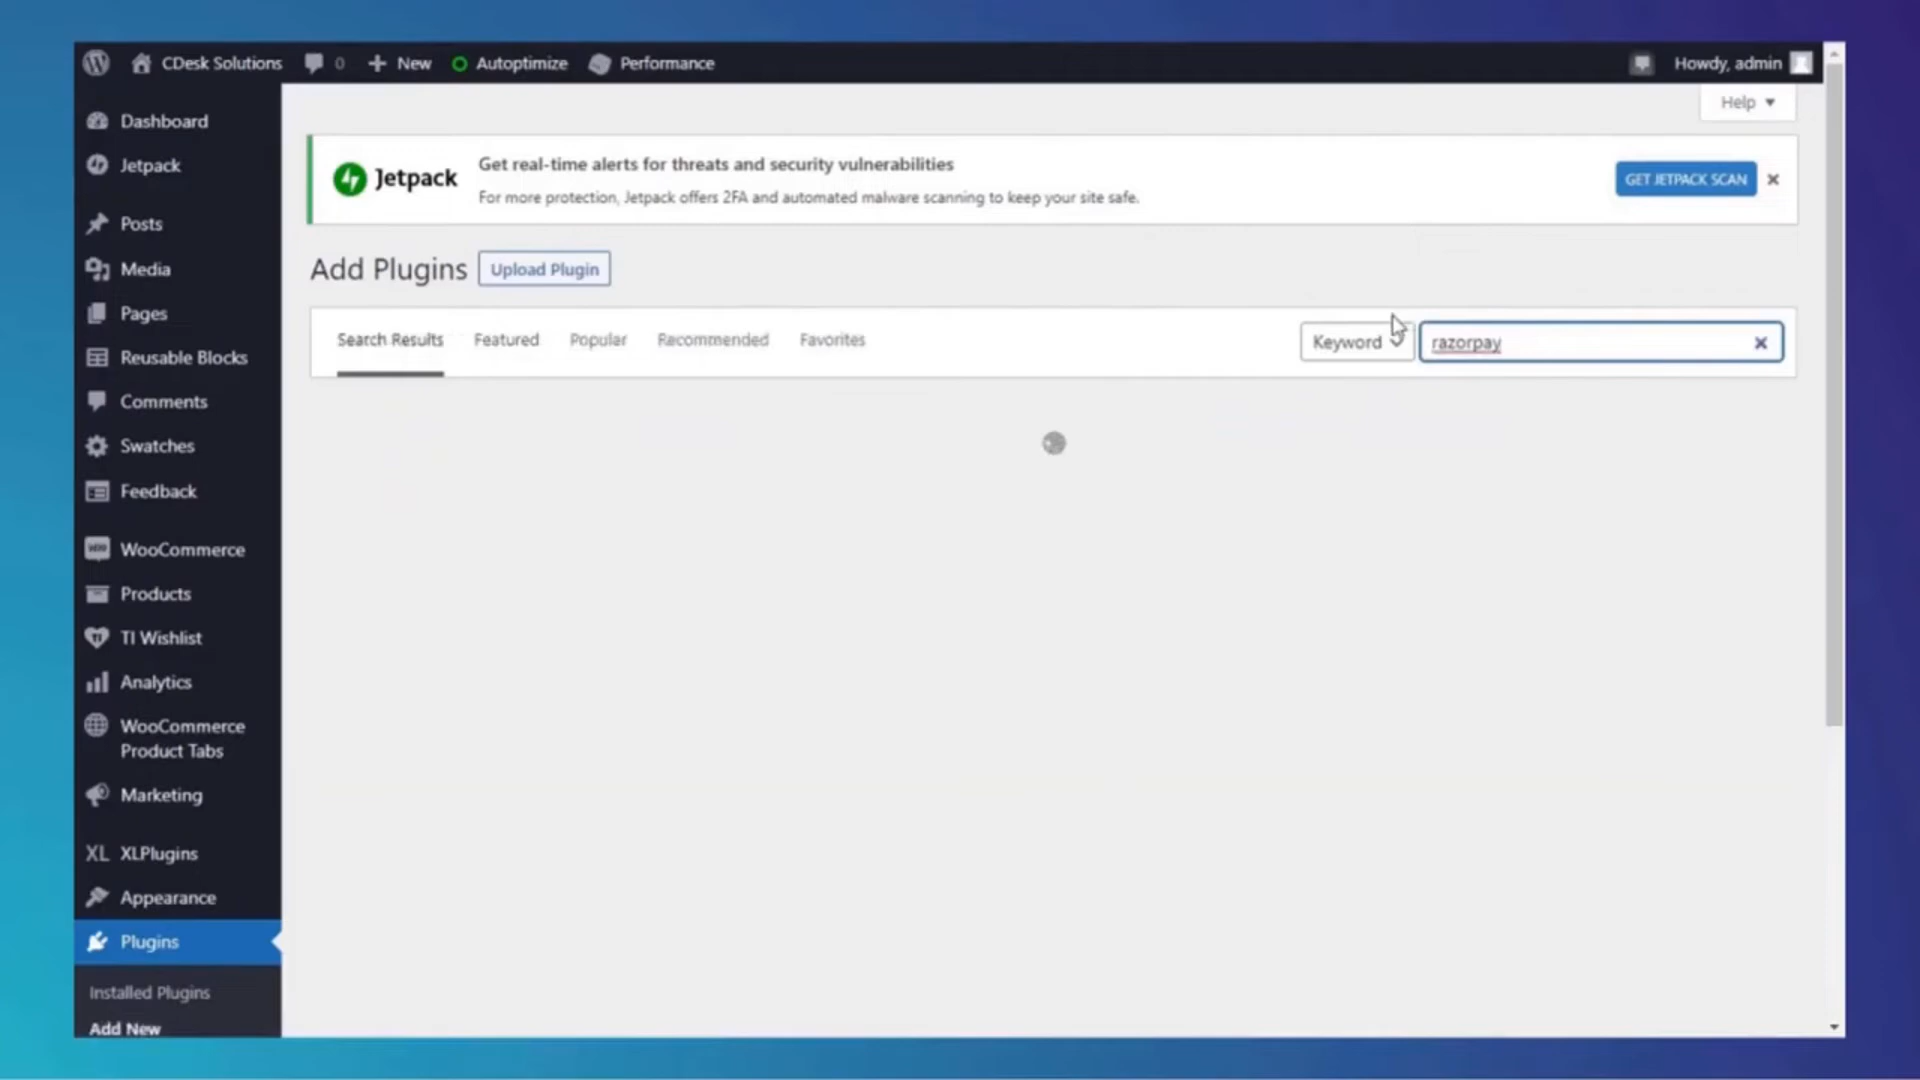 CDesk Solutions 0 New Autoptimize Performance Howdy, admin
Help
Dashboard
Jetpack
Posts
Media
Pages
Reusable Blocks
Comments
Swatches
Feedback
WooCommerce
Products
TI Wishlist
Analytics
WooCommerce
Product Tabs
Marketing
XL XLPlugins
Appearance
Plugins
Installed Plugins
Add New
Jetpack
Get real-time alerts for threats and security vulnerabilities
For more protection, Jetpack offers 2FA and automated malware scanning to keep your site safe.
GET JETPACK SCAN
Add Plugins Upload Plugin
Search Results Featured Popular Recommended Favorites Keyword razorpay